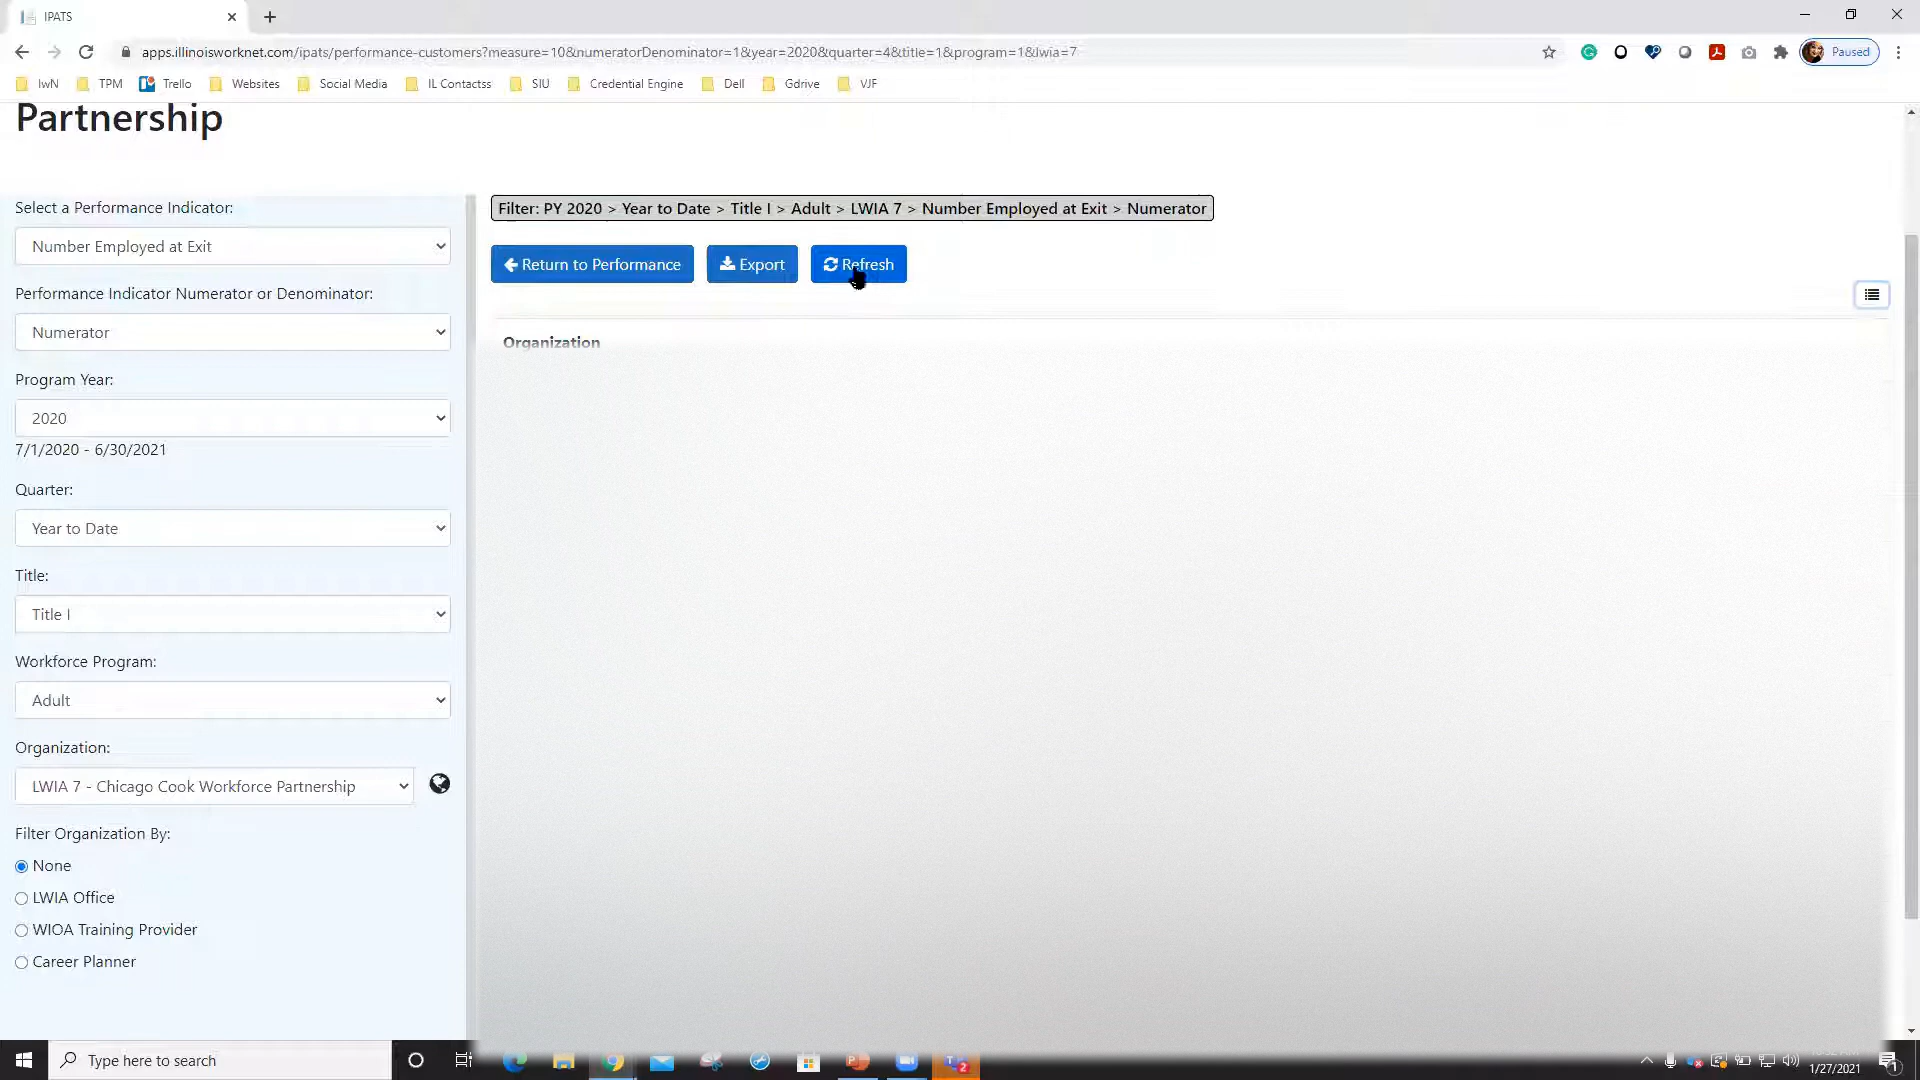 IPATS
apps.illinoisworknet.com/ipats/performance-customers?measure=10&numeratorDenominator=1&year=2020&quarter=4&title=1&program=1&lwia=7
Paused
IwN TPM Trello Websites Social Media IL Contactss SIU Credential Engine Dell Gdrive VJF
Partnership
Select a Performance Indicator:
Number Employed at Exit
Performance Indicator Numerator or Denominator:
Numerator
Program Year:
2020
7/1/2020 - 6/30/2021
Quarter:
Year to Date
Title:
Title I
Workforce Program:
Adult
Organization:
LWIA 7 - Chicago Cook Workforce Partnership
Filter Organization By:
None
LWIA Office
WIOA Training Provider
Career Planner
Filter: PY 2020 > Year to Date > Title I > Adult > LWIA 7 > Number Employed at Exit > Numerator
Return to Performance Export Refresh
Organization
Type here to search
1/27/2021